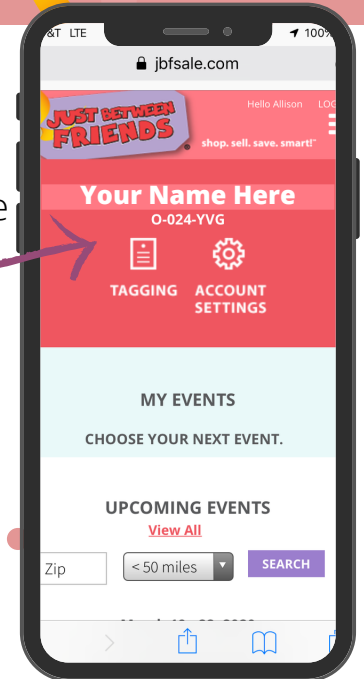 &T LTE 100%
jbfsale.com
Hello Allison LOG
JUST BETWEEN
FRIENDS
shop. sell. save. smart!
Your Name Here
O-024-YVG
e
TAGGING ACCOUNT
SETTINGS
MY EVENTS
CHOOSE YOUR NEXT EVENT.
UPCOMING EVENTS
View All
Zip < 50 miles SEARCH